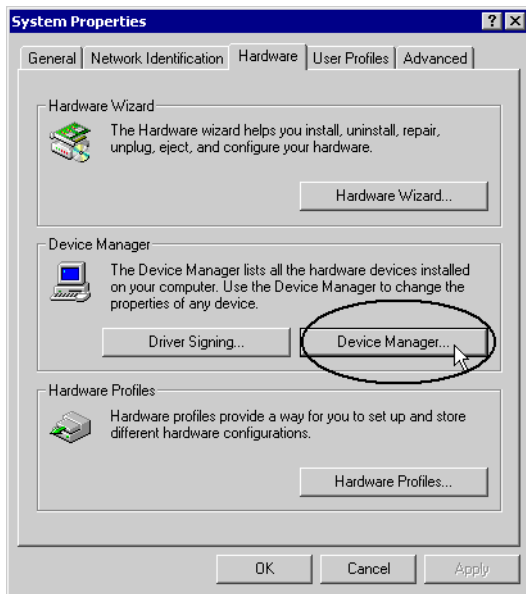 System Properties
General
Network Identification
Hardware
User Profiles
Advanced
Hardware Wizard
The Hardware wizard helps you install, uninstall, repair,
unplug, eject, and configure your hardware.
Hardware Wizard...
Device Manager
The Device Manager lists all the hardware devices installed
on your computer. Use the Device Manager to change the
properties of any device.
Driver Signing...
Device Manager...
Hardware Profiles
Hardware profiles provide a way for you to set up and store
different hardware configurations.
Hardware Profiles...
OK
Cancel
Apply